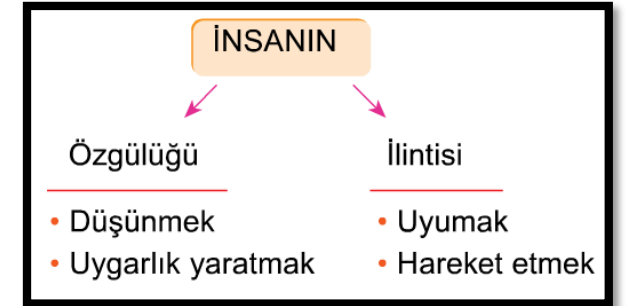 İNSANIN
Özgülüğü
• Düşünmek
• Uygarlık yaratmak
İlintisi
• Uyumak
• Hareket etmek